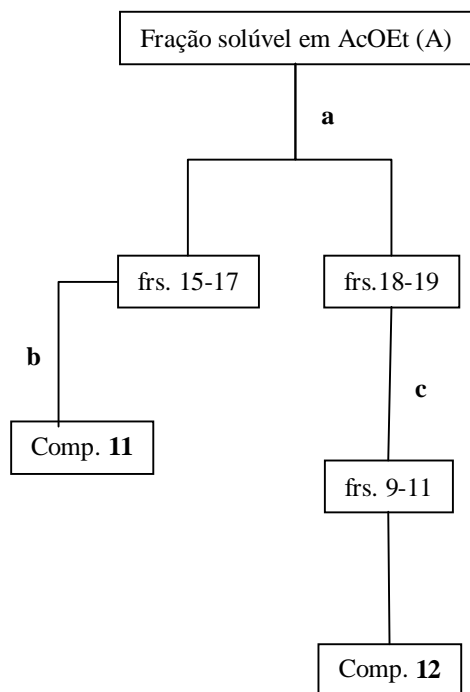 Fração solúvel em AcOEt (A)
a
frs. 15-17
frs.18-19
b
c
Comp. 11
frs. 9-11
Comp. 12